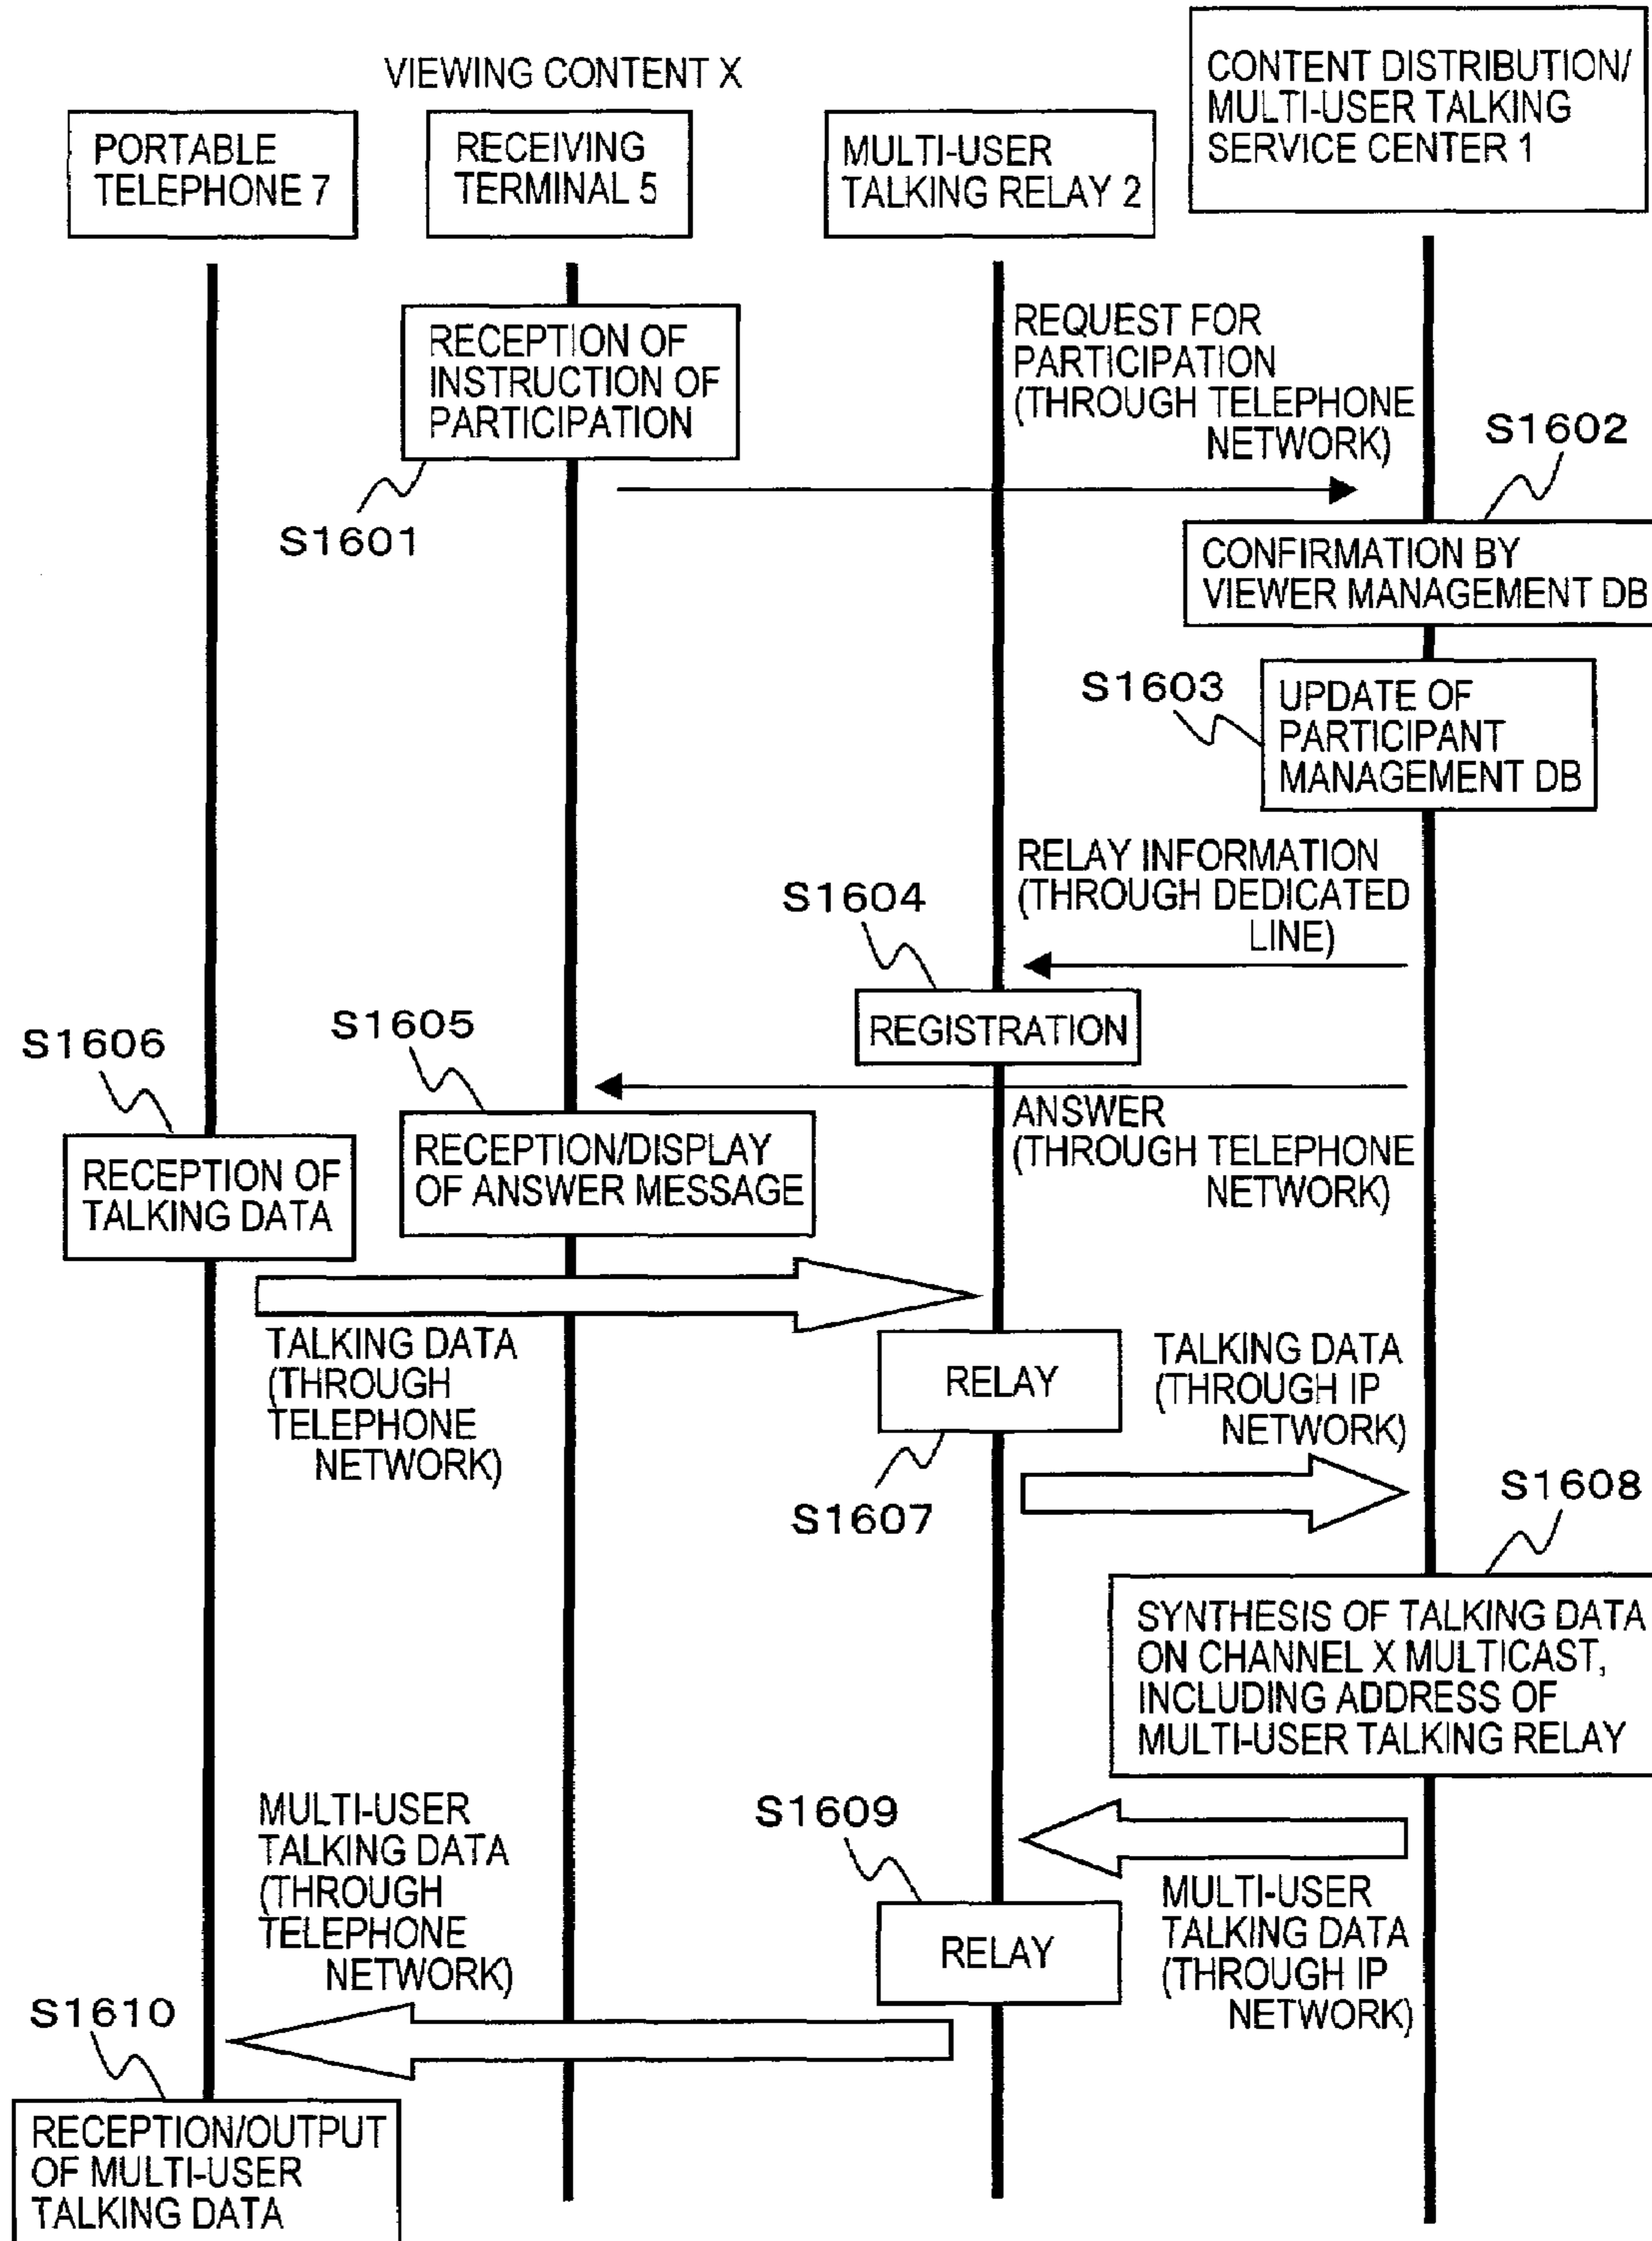 VIEWING CONTENT X
PORTABLE
TELEPHONE 7
RECEIVING
TERMINAL 5
MULTI-USER
TALKING RELAY 2
CONTENT DISTRIBUTION/
MULTI-USER TALKING
SERVICE CENTER 1
RECEPTION OF
INSTRUCTION OF
PARTICIPATION
S1601
REQUEST FOR
PARTICIPATION
(THROUGH TELEPHONE
NETWORK)
S1602
CONFIRMATION BY
VIEWER MANAGEMENT DB
S1603
UPDATE OF
PARTICIPANT
MANAGEMENT DB
RELAY INFORMATION
(THROUGH DEDICATED
LINE)
S1604
REGISTRATION
S1605
S1606
ANSWER
(THROUGH TELEPHONE
NETWORK)
RECEPTION/DISPLAY
OF ANSWER MESSAGE
RECEPTION OF
TALKING DATA
TALKING DATA
(THROUGH
TELEPHONE
NETWORK)
RELAY
S1607
TALKING DATA
(THROUGH IP
NETWORK)
S1608
SYNTHESIS OF TALKING DATA
ON CHANNEL X MULTICAST,
INCLUDING ADDRESS OF
MULTI-USER TALKING RELAY
MULTI-USER
TALKING DATA
(THROUGH IP
NETWORK)
S1609
RELAY
MULTI-USER
TALKING DATA
(THROUGH
TELEPHONE
NETWORK)
S1610
RECEPTION/OUTPUT
OF MULTI-USER
TALKING DATA